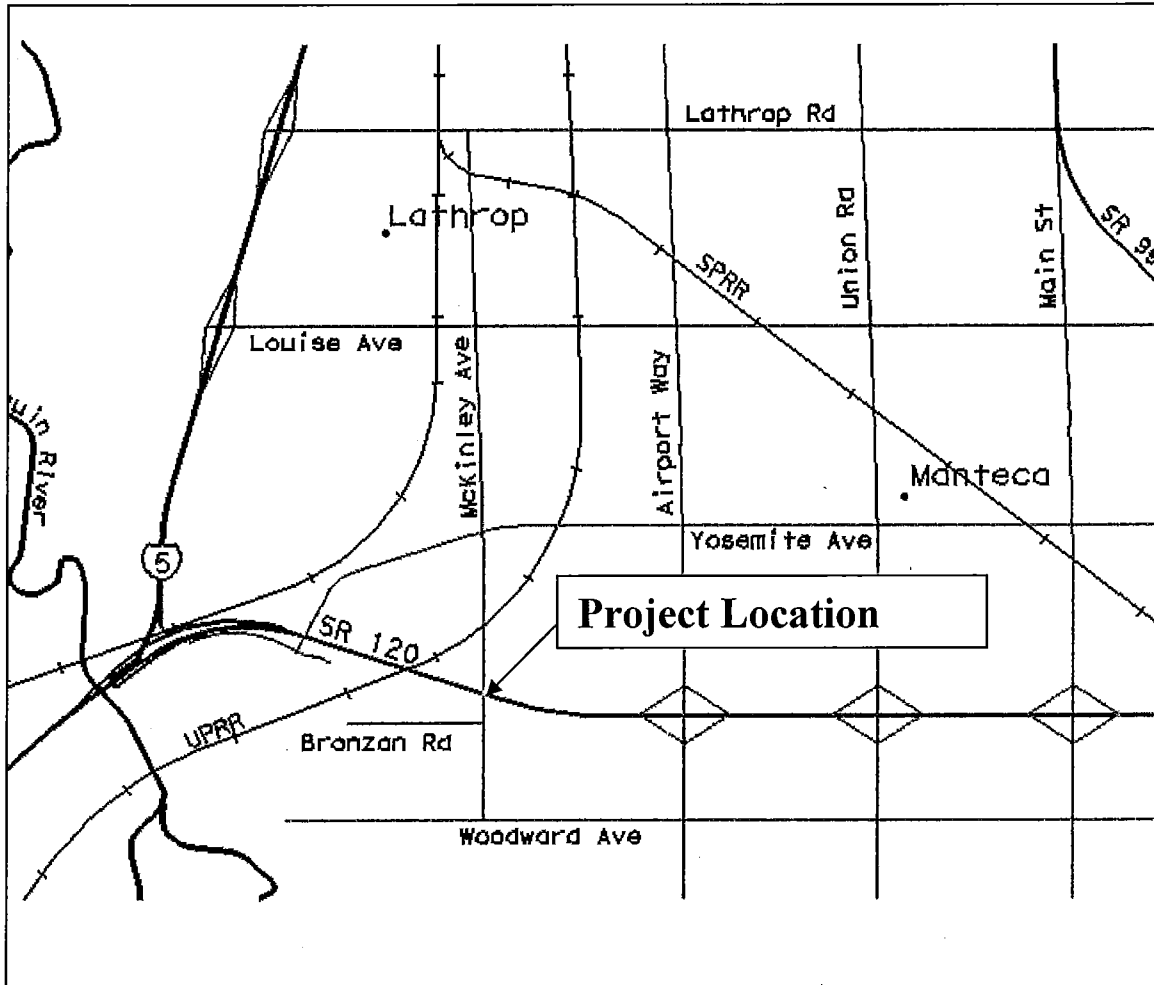 Lathrop Rd
Lathrop
SPRR
Union Rd
Main St
SR 99
Louise Ave
McKinley Ave
Airport Way
uin River
Manteca
Yosemite Ave
5
Project Location
SR 120
UPRR
Bronzan Rd
Woodward Ave